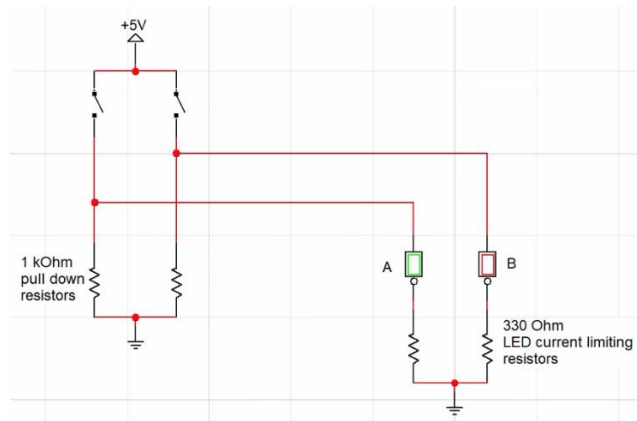 +5V
1 kOhm
pull down
resistors
A
B
330 Ohm
LED current limiting
resistors